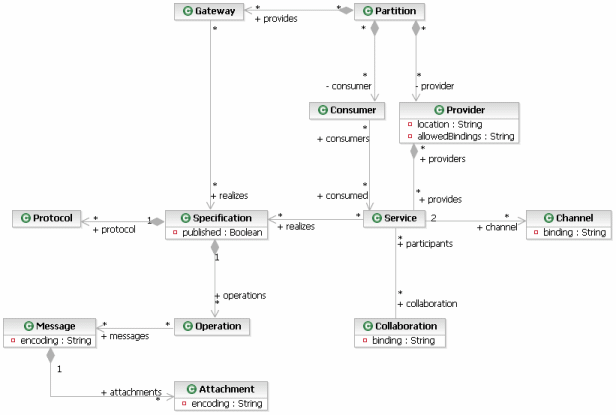 C Gateway
* + provides *
C Partition
*
*
*
*
*
- consumer
- provider
C Consumer
C Provider
location : String
allowedBindings : String
*
+ consumers
*
+ providers
*
+ realizes
*
+ consumed
*
+ provides
C Protocol
*
+ protocol
1
C Specification
published : Boolean
*
+ realizes
*
C Service
2
*
+ channel
C Channel
binding : String
*
+ participants
1
+ operations
*
*
+ collaboration
C Message
encoding : String
*
+ messages
*
C Operation
C Collaboration
binding : String
1
+ attachments
*
C Attachment
encoding : String